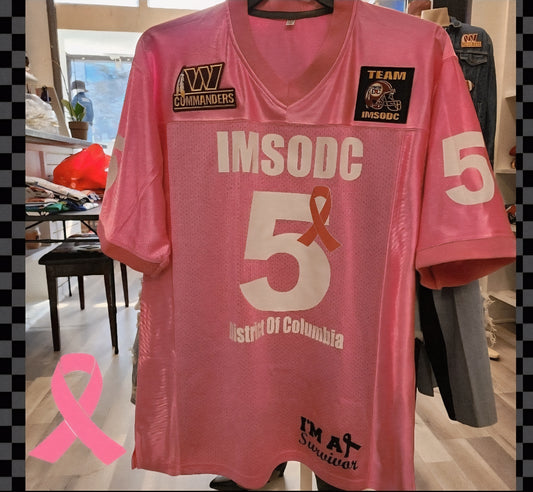 W
COMMANDERS
TEAM
IMSODC
IMSODC
5
5
District Of Columbia
I'M A
Survivor